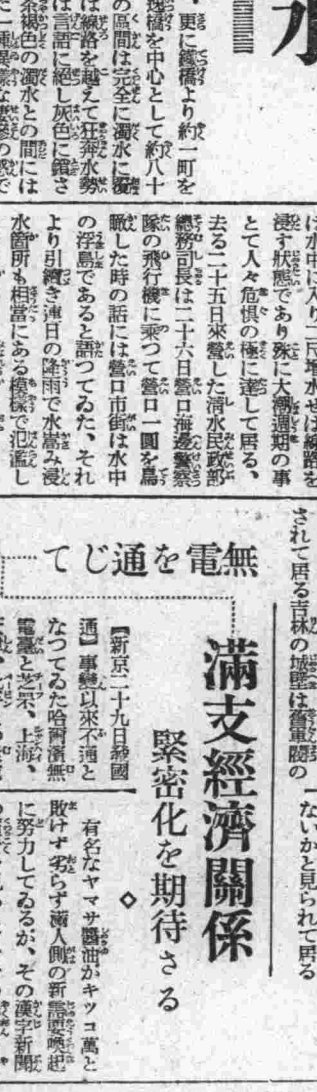 水
更に鐵橋より約一町を
橋を中心として約八十
の區間は完全に濁水に覆
は線路を越えて狂奔水勢
は言語に絕し灰色に鎖さ
茶褐色の濁水との間には
は水中に入り二尺增水せば線路を
浸す狀態であり殊に大潮週期の事
とて人々危惧の極に達して居る、
去る二十五日來營した淸水民政部
總務司長は二十六日營口海邊警察
隊の飛行機に乘つて營口一圓を鳥
瞰した時の話には營口市街は水中
の浮島であると語つてゐた、それ
より引續き連日の降雨で水嵩み浸
水箇所も相當にある模樣で氾濫し
されて居る吉林の城壁は舊軍閥の
ないかと見られて居る
無電を通じて
滿支經濟關係
緊密化を期待さる
【新京二十九日發國
通】事變以來不通と
なつてゐた哈爾濱無
電臺と芝罘、上海、
◇
有名なヤマサ醬油がキツコ萬と
敗けず劣らず滿人側の新需要喚起
に努力してゐるが、その漢字新聞